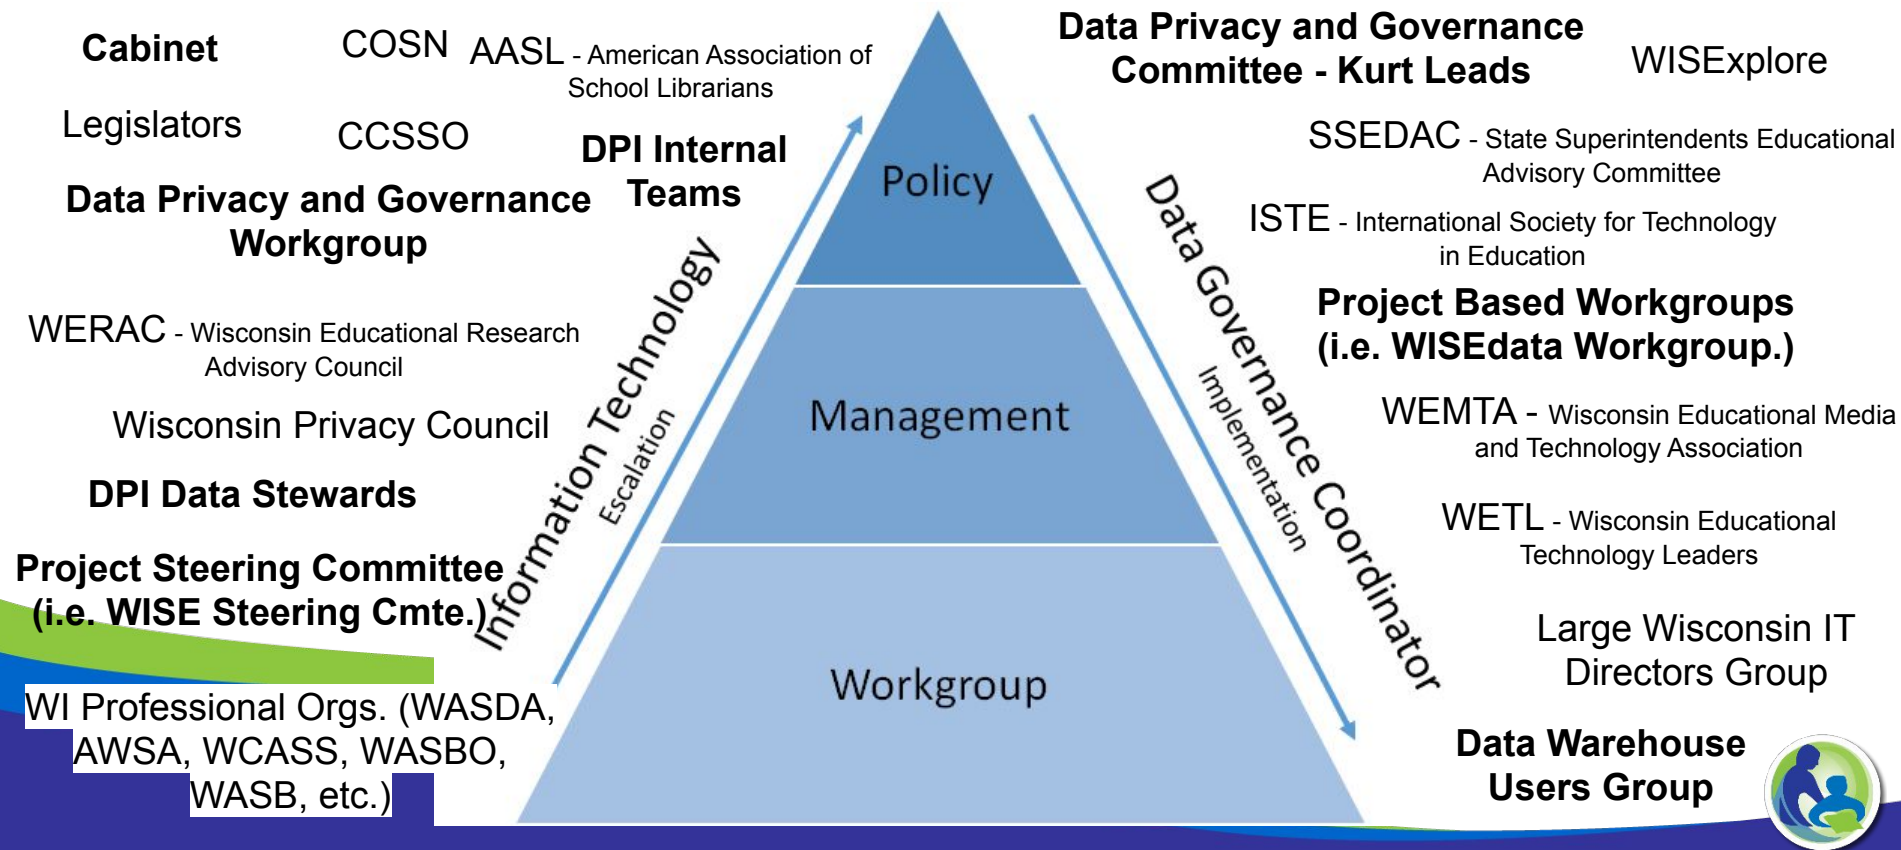 Cabinet
COSN
AASL - American Association of
School Librarians
Legislators
CCSSO
DPI Internal
Teams
Data Privacy and Governance
Workgroup
WERAC - Wisconsin Educational Research
Advisory Council
Wisconsin Privacy Council
DPI Data Stewards
Project Steering Committee
(i.e. WISE Steering Cmte.)
WI Professional Orgs. (WASDA,
AWSA, WCASS, WASBO,
WASB, etc.)
Information Technology
Escalation
Policy
Management
Workgroup
Data Governance Coordinator
Implementation
Data Privacy and Governance
Committee - Kurt Leads
WISExplore
SSEDAC - State Superintendents Educational
Advisory Committee
ISTE - International Society for Technology
in Education
Project Based Workgroups
(i.e. WISEdata Workgroup.)
WEMTA - Wisconsin Educational Media
and Technology Association
WETL - Wisconsin Educational
Technology Leaders
Large Wisconsin IT
Directors Group
Data Warehouse
Users Group